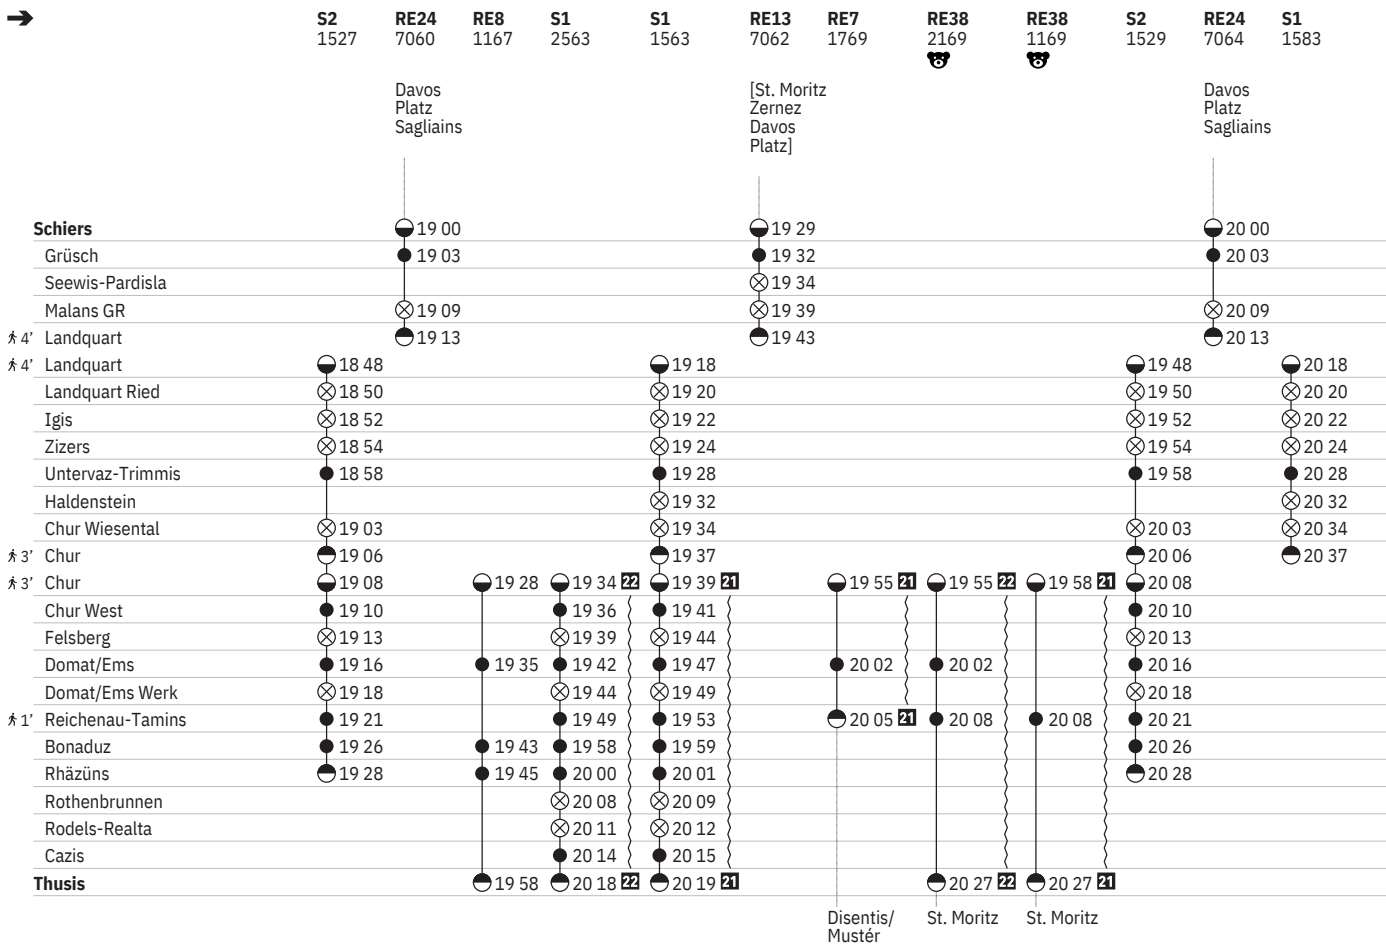 S2 RE24 RE8 S1 S1 RE13 RE7 RE38 RE38 S2 RE24 S1
1527 7060 1167 2563 1563 7062 1769 2169 1169 1529 7064 1583
Davos [St. Moritz Davos
Platz Zernez Platz
Sagliains Davos Sagliains
Platz]
Schiers 19 00 19 29 20 00
Grüsch 19 03 19 32 20 03
Seewis-Pardisla 19 34
Malans GR 19 09 19 39 20 09
4’ Landquart 19 13 19 43 20 13
4’ Landquart 18 48 19 18 19 48 20 18
Landquart Ried 18 50 19 20 19 50 20 20
Igis 18 52 19 22 19 52 20 22
Zizers 18 54 19 24 19 54 20 24
Untervaz-Trimmis 18 58 19 28 19 58 20 28
Haldenstein 19 32 20 32
Chur Wiesental 19 03 19 34 20 03 20 34
3’ Chur 19 06 19 37 20 06 20 37
3’ Chur 19 08 19 28 19 34 22 19 39 21 19 55 21 19 55 22 19 58 21 20 08
Chur West 19 10 19 36 19 41 20 10
Felsberg 19 13 19 39 19 44 20 13
Domat/Ems 19 16 19 35 19 42 19 47 20 02 20 02 20 16
Domat/Ems Werk 19 18 19 44 19 49 20 18
1’ Reichenau-Tamins 19 21 19 49 19 53 20 05 21 20 08 20 08 20 21
Bonaduz 19 26 19 43 19 58 19 59 20 26
Rhäzüns 19 28 19 45 20 00 20 01 20 28
Rothenbrunnen 20 08 20 09
Rodels-Realta 20 11 20 12
Cazis 20 14 20 15
Thusis 19 58 20 18 22 20 19 21 20 27 22 20 27 21
Disentis/ St. Moritz St. Moritz
Mustér